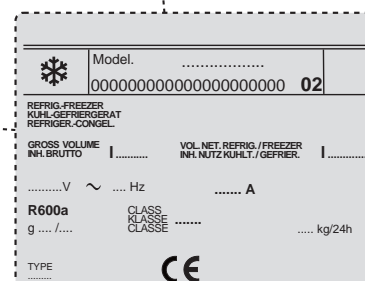 Model. ..................
000000000000000000000 02
REFRIG.-FREEZER
KUHL-GEFRIERGERAT
REFRIGER.-CONGEL.
GROSS VOLUME
INH. BRUTTO I ..........
VOL. NET. REFRIG. / FREEZER
INH. NUTZ KUHLT. / GEFRIER. I ............
..........V ~ .... Hz ....... A
R600a
g .... /....
CLASS
KLASSE .......
CLASSE
..... kg/24h
TYPE
.........
CE